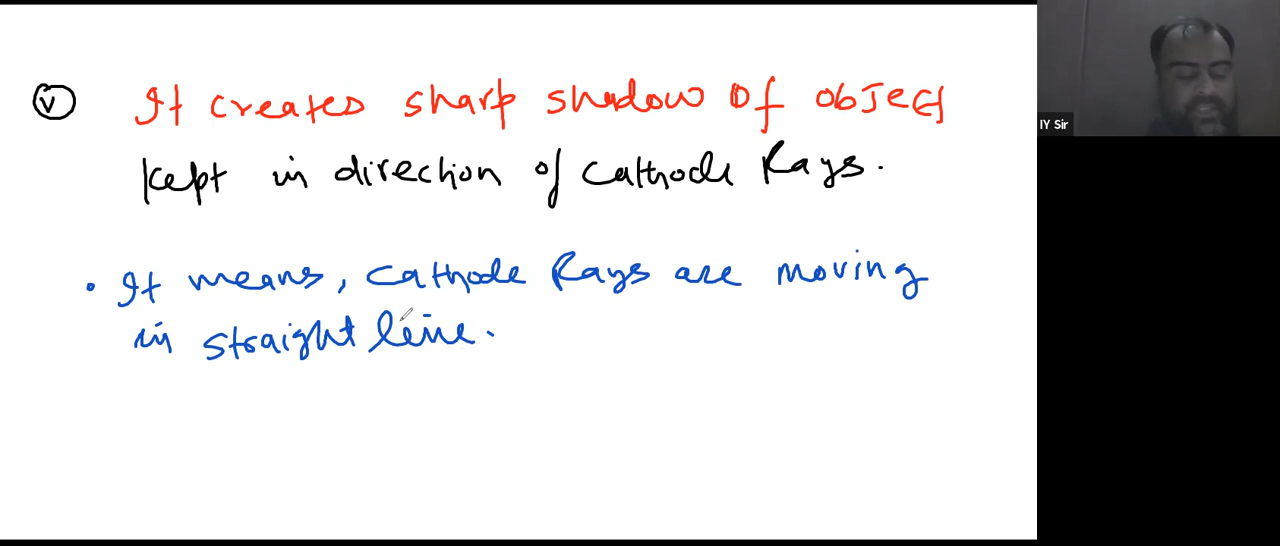 (v) It creates sharp shadow of object
kept in direction of cathode Rays.
• It means, cathode Rays are moving
in straight line.
IY Sir